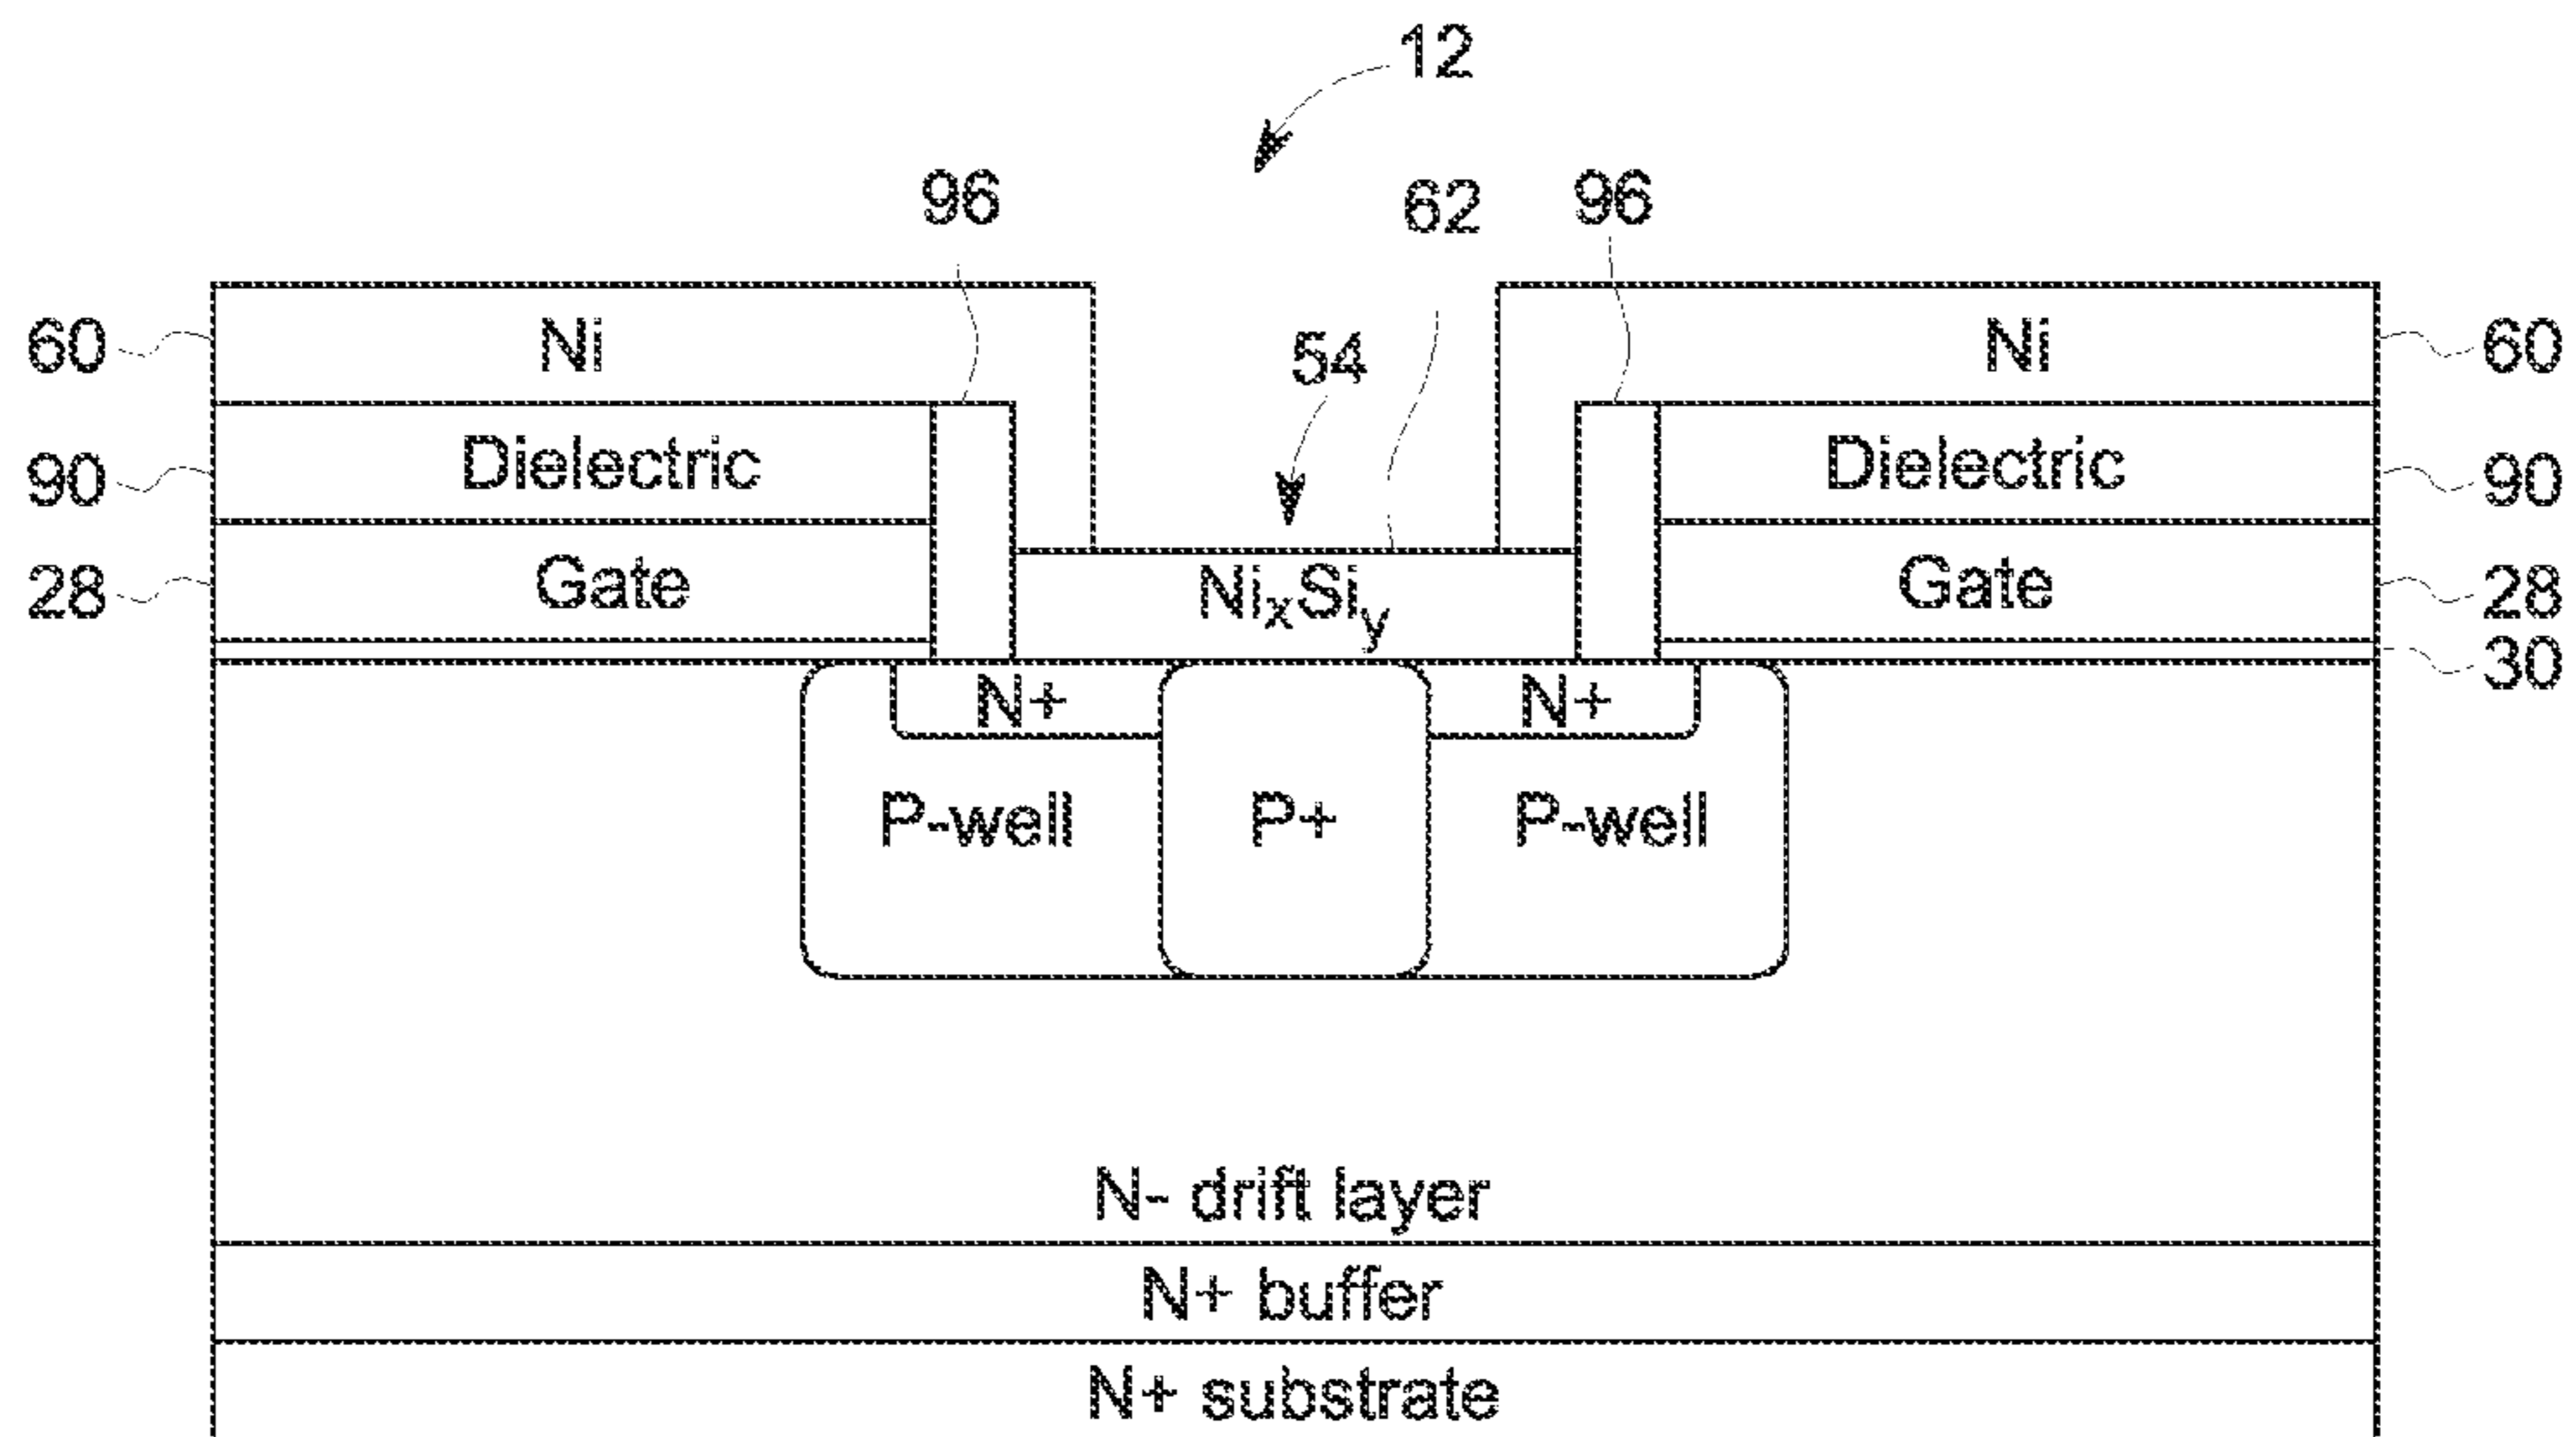 12
96 62 96
60 Ni 54 Ni 60
90 Dielectric Dielectric 90
28 Gate NixSiy Gate 28
30
N+ N+
P-well P+ P-well
N- drift layer
N+ buffer
N+ substrate